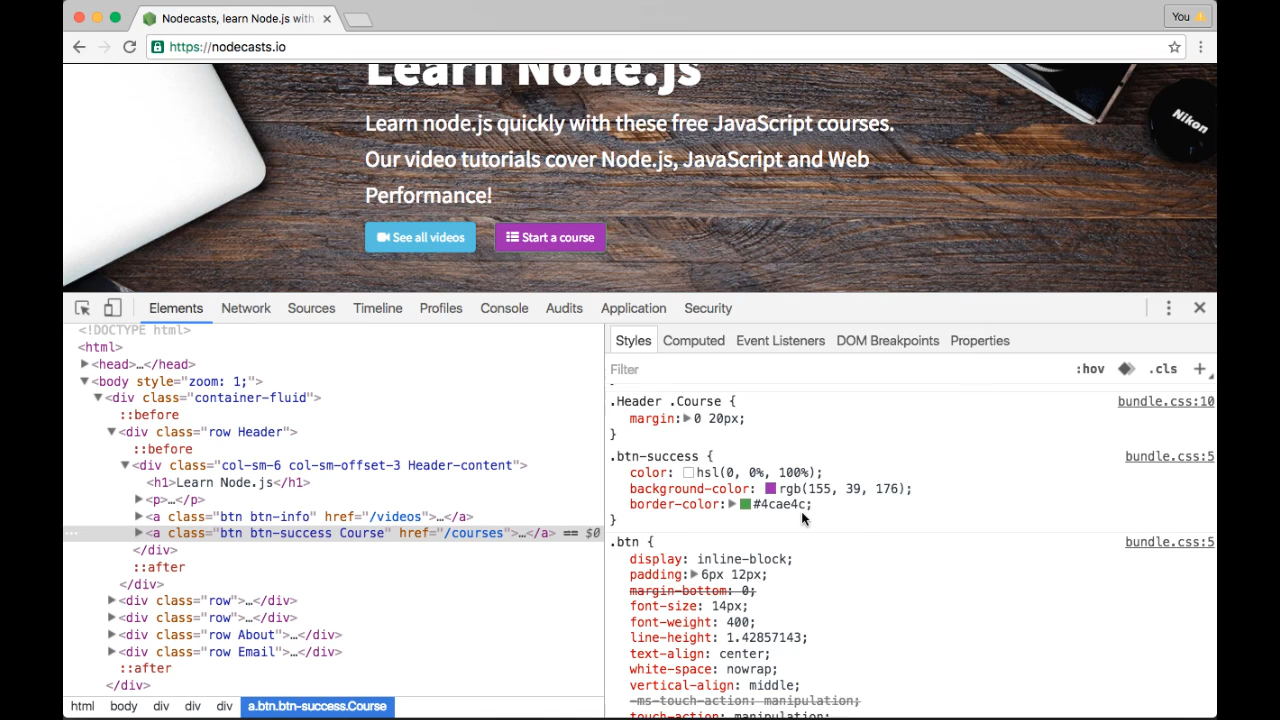 Nodecasts, learn Node.js with
You
https://nodecasts.io
Learn Node.js
Learn node.js quickly with these free JavaScript courses.
Our video tutorials cover Node.js, JavaScript and Web
Performance!
See all videos
Start a course
Nikon
Elements Network Sources Timeline Profiles Console Audits Application Security
<!DOCTYPE html>
<html>
<head>…</head>
<body style="zoom: 1;">
<div class="container-fluid">
::before
<div class="row Header">
::before
<div class="col-sm-6 col-sm-offset-3 Header-content">
<h1>Learn Node.js</h1>
<p>…</p>
<a class="btn btn-info" href="/videos">…</a>
<a class="btn btn-success Course" href="/courses">…</a> == $0
</div>
::after
</div>
<div class="row">…</div>
<div class="row">…</div>
<div class="row About">…</div>
<div class="row Email">…</div>
::after
</div>
html body div div div a.btn.btn-success.Course
Styles Computed Event Listeners DOM Breakpoints Properties
Filter :hov .cls +
.Header .Course { bundle.css:10
margin: 0 20px;
}
.btn-success { bundle.css:5
color: hsl(0, 0%, 100%);
background-color: rgb(155, 39, 176);
border-color: #4cae4c;
}
.btn { bundle.css:5
display: inline-block;
padding: 6px 12px;
margin-bottom: 0;
font-size: 14px;
font-weight: 400;
line-height: 1.42857143;
text-align: center;
white-space: nowrap;
vertical-align: middle;
-ms-touch-action: manipulation;
touch-action: manipulation;